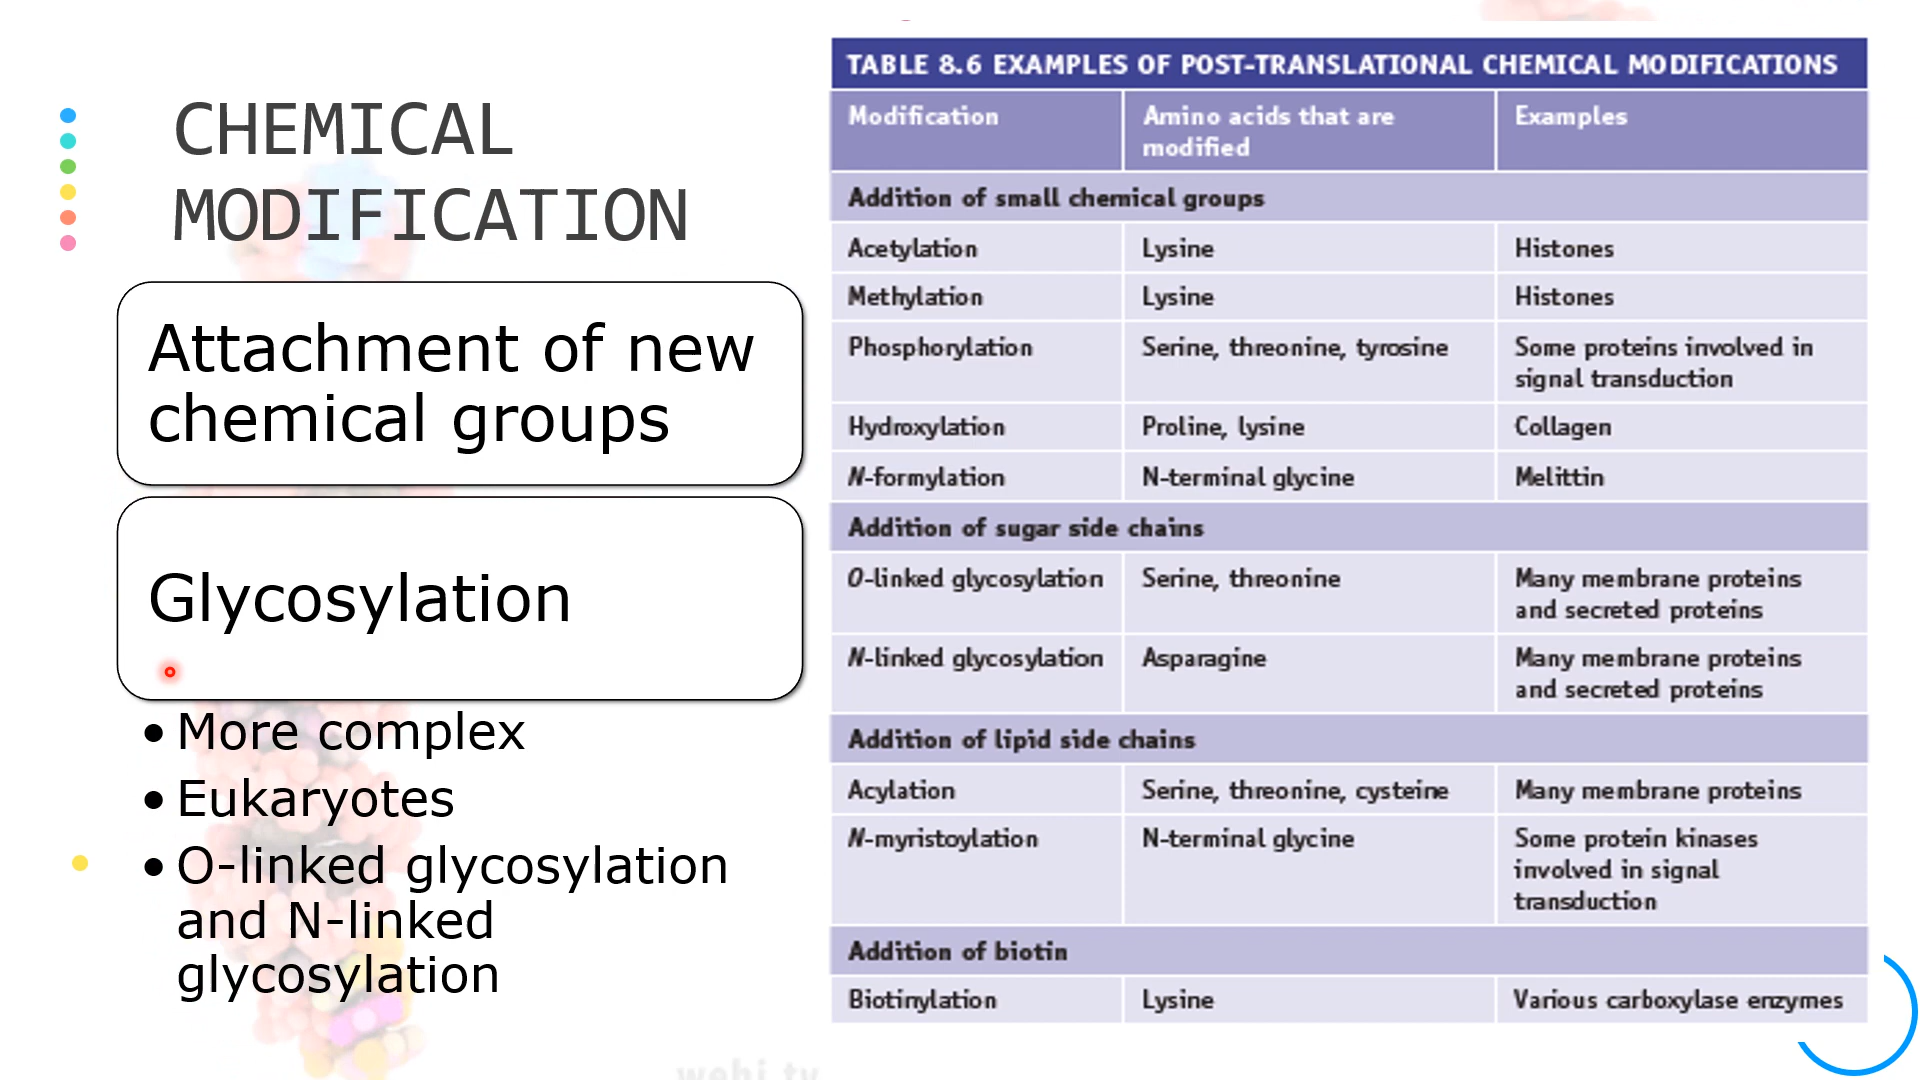 CHEMICAL
MODIFICATION
Attachment of new
chemical groups
Glycosylation
• More complex
• Eukaryotes
• O-linked glycosylation
and N-linked
glycosylation
TABLE 8.6 EXAMPLES OF POST-TRANSLATIONAL CHEMICAL MODIFICATIONS
Modification Amino acids that are modified Examples
Addition of small chemical groups
Acetylation Lysine Histones
Methylation Lysine Histones
Phosphorylation Serine, threonine, tyrosine Some proteins involved in
signal transduction
Hydroxylation Proline, lysine Collagen
N-formylation N-terminal glycine Melittin
Addition of sugar side chains
O-linked glycosylation Serine, threonine Many membrane proteins
and secreted proteins
N-linked glycosylation Asparagine Many membrane proteins
and secreted proteins
Addition of lipid side chains
Acylation Serine, threonine, cysteine Many membrane proteins
N-myristoylation N-terminal glycine Some protein kinases
involved in signal
transduction
Addition of biotin
Biotinylation Lysine Various carboxylase enzymes
wehi.tv